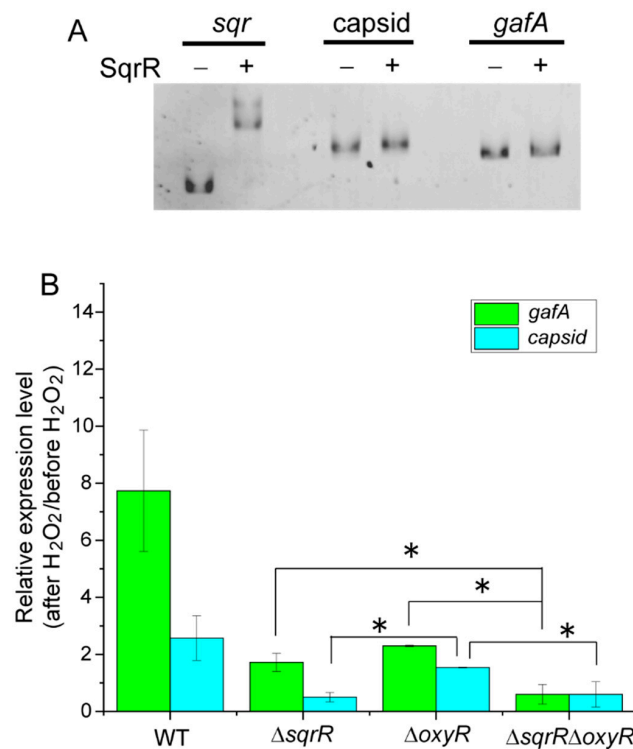 A
sqr capsid gafA
SqrR − + − + − +
B
14
12
10
8
6
4
2
0
Relative expression level
(after H₂O₂/before H₂O₂)
gafA
capsid
*
*
* *
WT ΔsqrR ΔoxyR ΔsqrRΔoxyR